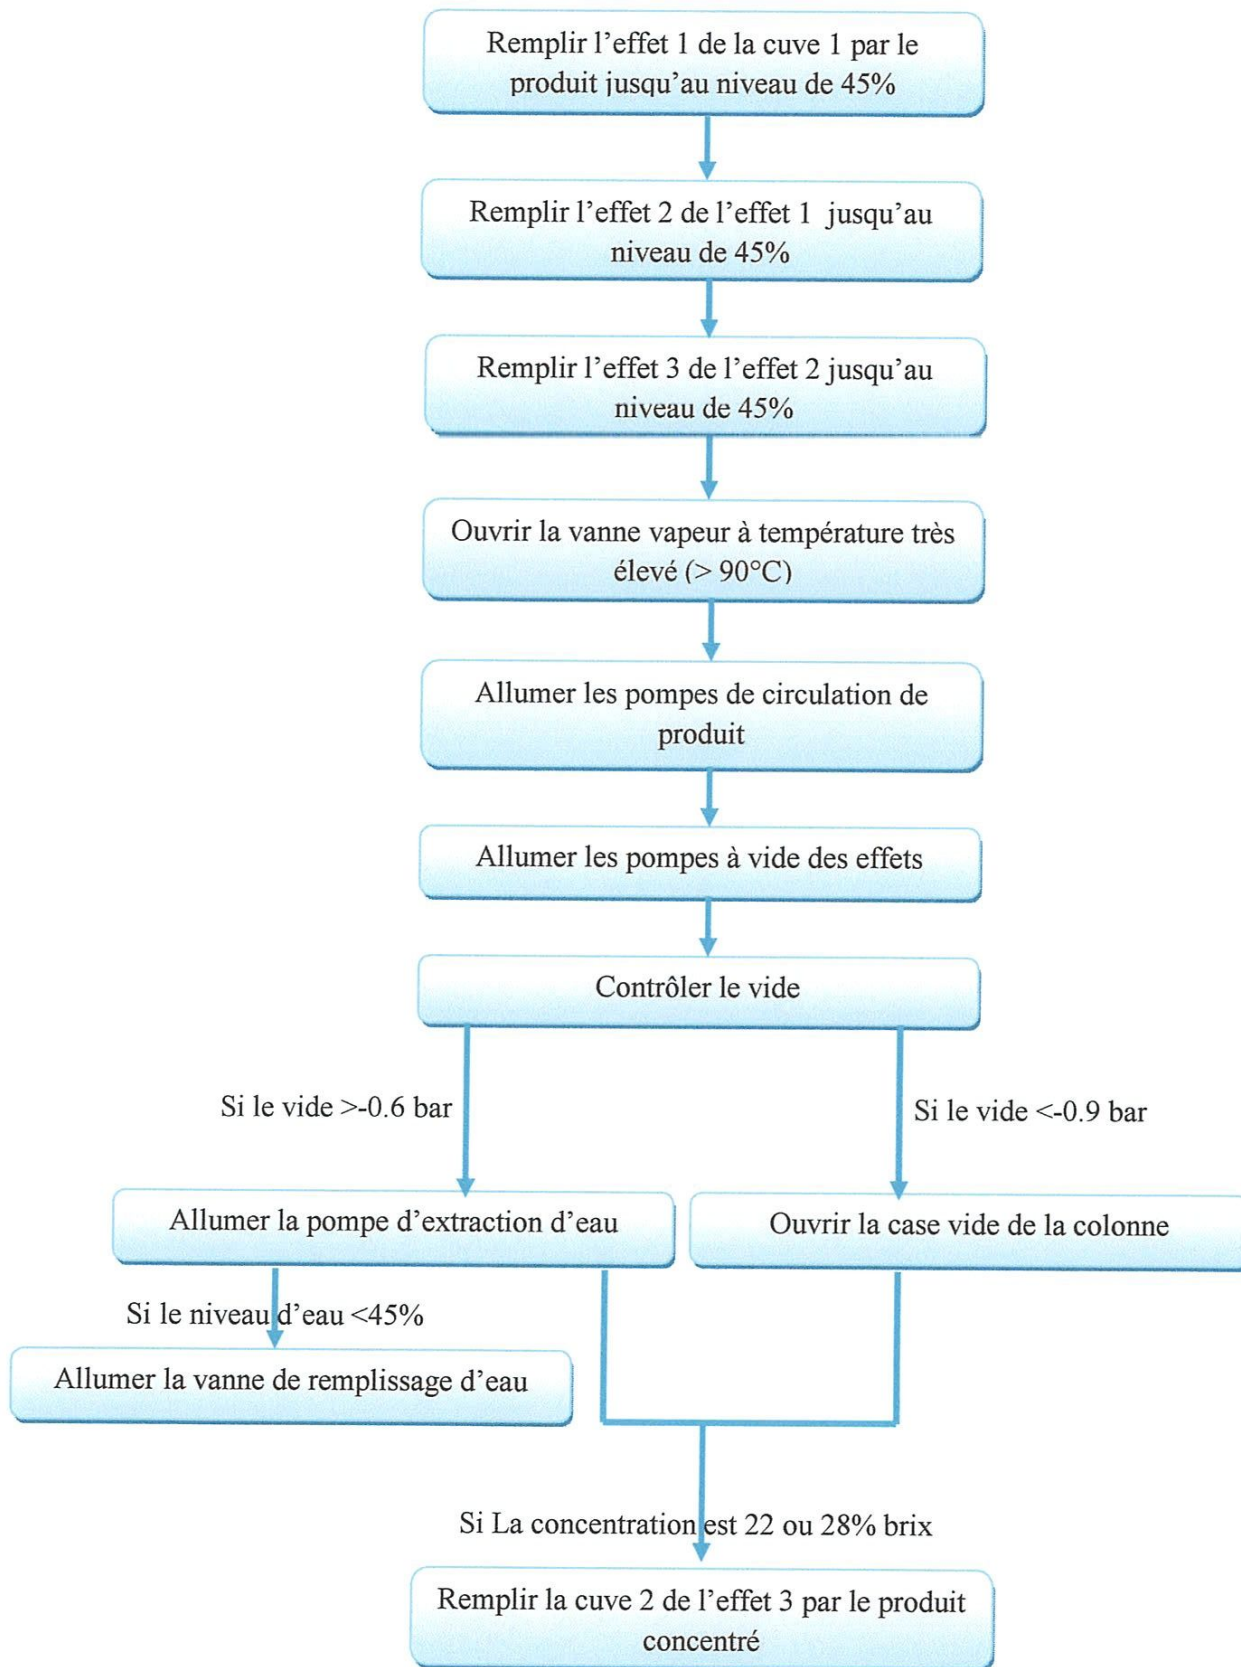 Remplir l'effet 1 de la cuve 1 par le
produit jusqu'au niveau de 45%
Remplir l'effet 2 de l'effet 1 jusqu'au
niveau de 45%
Remplir l'effet 3 de l'effet 2 jusqu'au
niveau de 45%
Ouvrir la vanne vapeur à température très
élevé (> 90°C)
Allumer les pompes de circulation de
produit
Allumer les pompes à vide des effets
Contrôler le vide
Si le vide >-0.6 bar
Si le vide <-0.9 bar
Allumer la pompe d'extraction d'eau
Ouvrir la case vide de la colonne
Si le niveau d'eau <45%
Allumer la vanne de remplissage d'eau
Si La concentration est 22 ou 28% brix
Remplir la cuve 2 de l'effet 3 par le produit
concentré